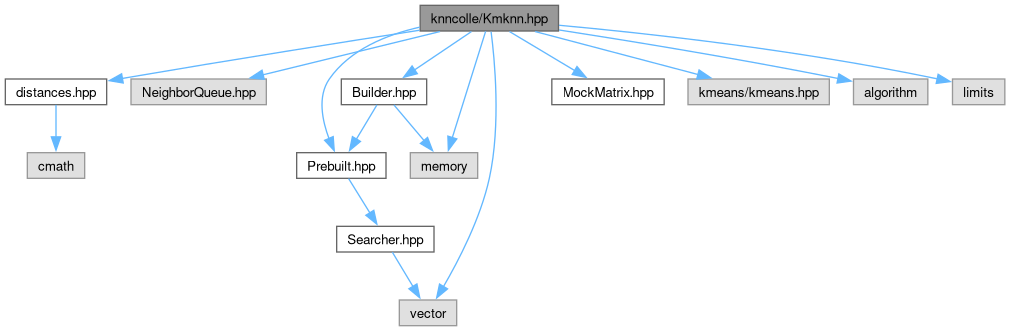 knncolle/Kmknn.hpp
distances.hpp
NeighborQueue.hpp
Builder.hpp
MockMatrix.hpp
kmeans/kmeans.hpp
algorithm
limits
cmath
Prebuilt.hpp
memory
Searcher.hpp
vector